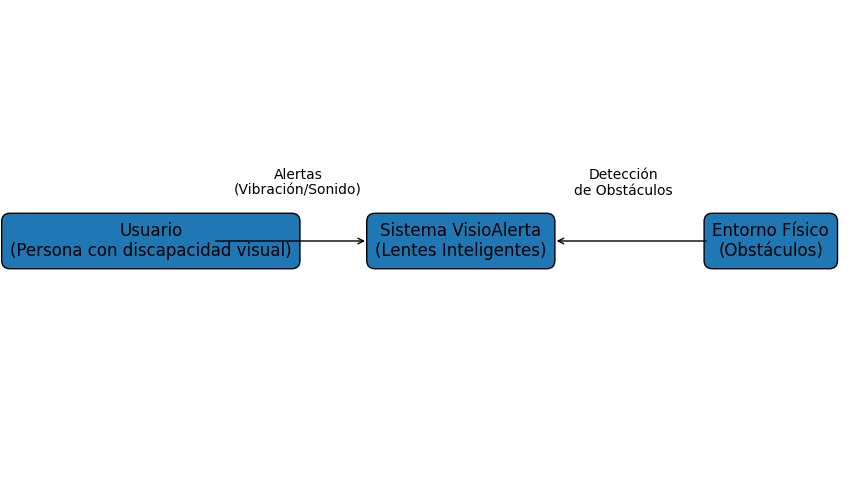 Alertas
(Vibración/Sonido)
Detección
de Obstáculos
Usuario
(Persona con discapacidad visual)
Sistema VisioAlerta
(Lentes Inteligentes)
Entorno Físico
(Obstáculos)